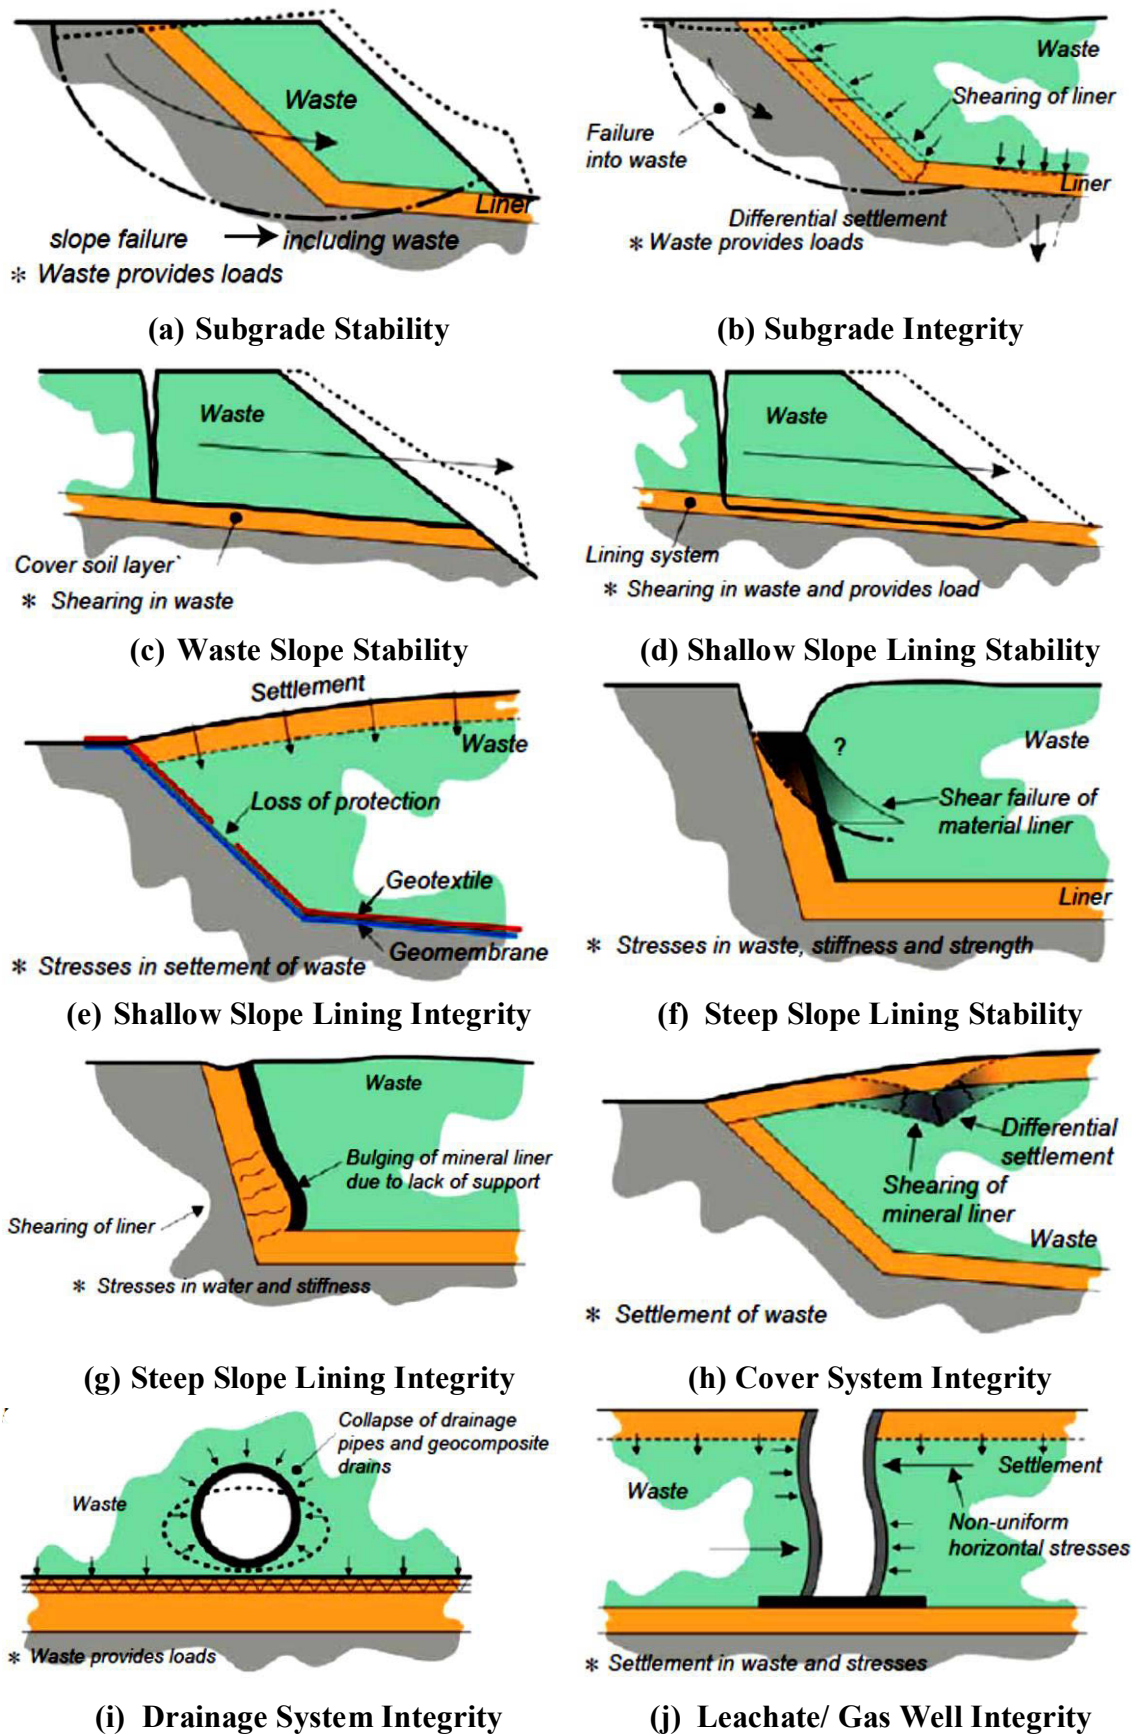 Waste
Liner
slope failure
including waste
* Waste provides loads
(a) Subgrade Stability
Waste
Shearing of liner
Failure
into waste
Liner
Differential settlement
* Waste provides loads
(b) Subgrade Integrity
Waste
Cover soil layer`
* Shearing in waste
(c) Waste Slope Stability
Waste
Lining system
* Shearing in waste and provides load
(d) Shallow Slope Lining Stability
Settlement
Waste
Loss of protection
Geotextile
Geomembrane
* Stresses in settement of waste
(e) Shallow Slope Lining Integrity
?
Waste
Shear failure of
material liner
Liner
* Stresses in waste, stiffness and strength
(f) Steep Slope Lining Stability
Waste
Bulging of mineral liner
due to lack of support
Shearing of liner
* Stresses in water and stiffness
(g) Steep Slope Lining Integrity
Differential
settlement
Shearing of
mineral liner
Waste
* Settlement of waste
(h) Cover System Integrity
Collapse of drainage
pipes and geocomposite
drains
Waste
* Waste provides loads
(i) Drainage System Integrity
Settlement
Waste
Non-uniform
horizontal stresses
* Settlement in waste and stresses
(j) Leachate/ Gas Well Integrity